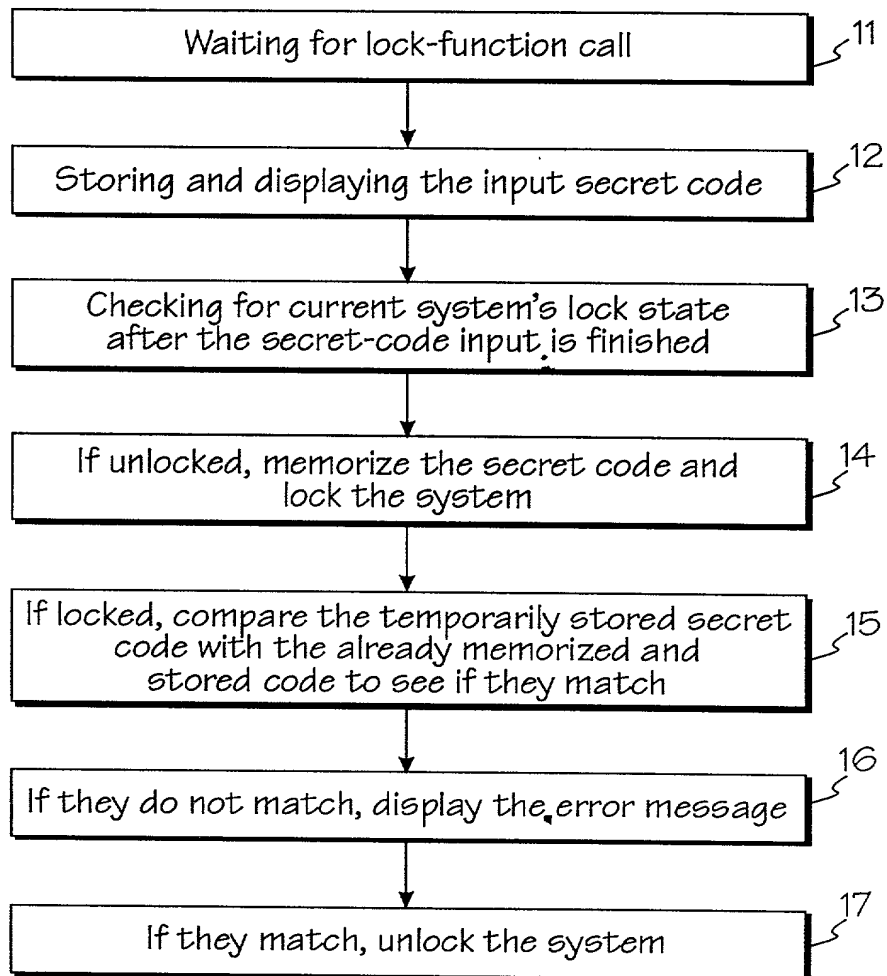 Waiting for lock-function call
11
Storing and displaying the input secret code
12
Checking for current system's lock state
after the secret-code input is finished
13
If unlocked, memorize the secret code and
lock the system
14
If locked, compare the temporarily stored secret
code with the already memorized and
stored code to see if they match
15
If they do not match, display the error message
16
If they match, unlock the system
17